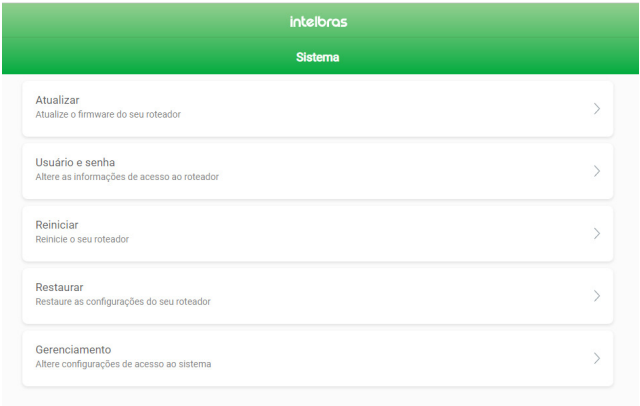 intelbras
Sistema
Atualizar
Atualize o firmware do seu roteador
Usuário e senha
Altere as informações de acesso ao roteador
Reiniciar
Reinicie o seu roteador
Restaurar
Restaure as configurações do seu roteador
Gerenciamento
Altere configurações de acesso ao sistema